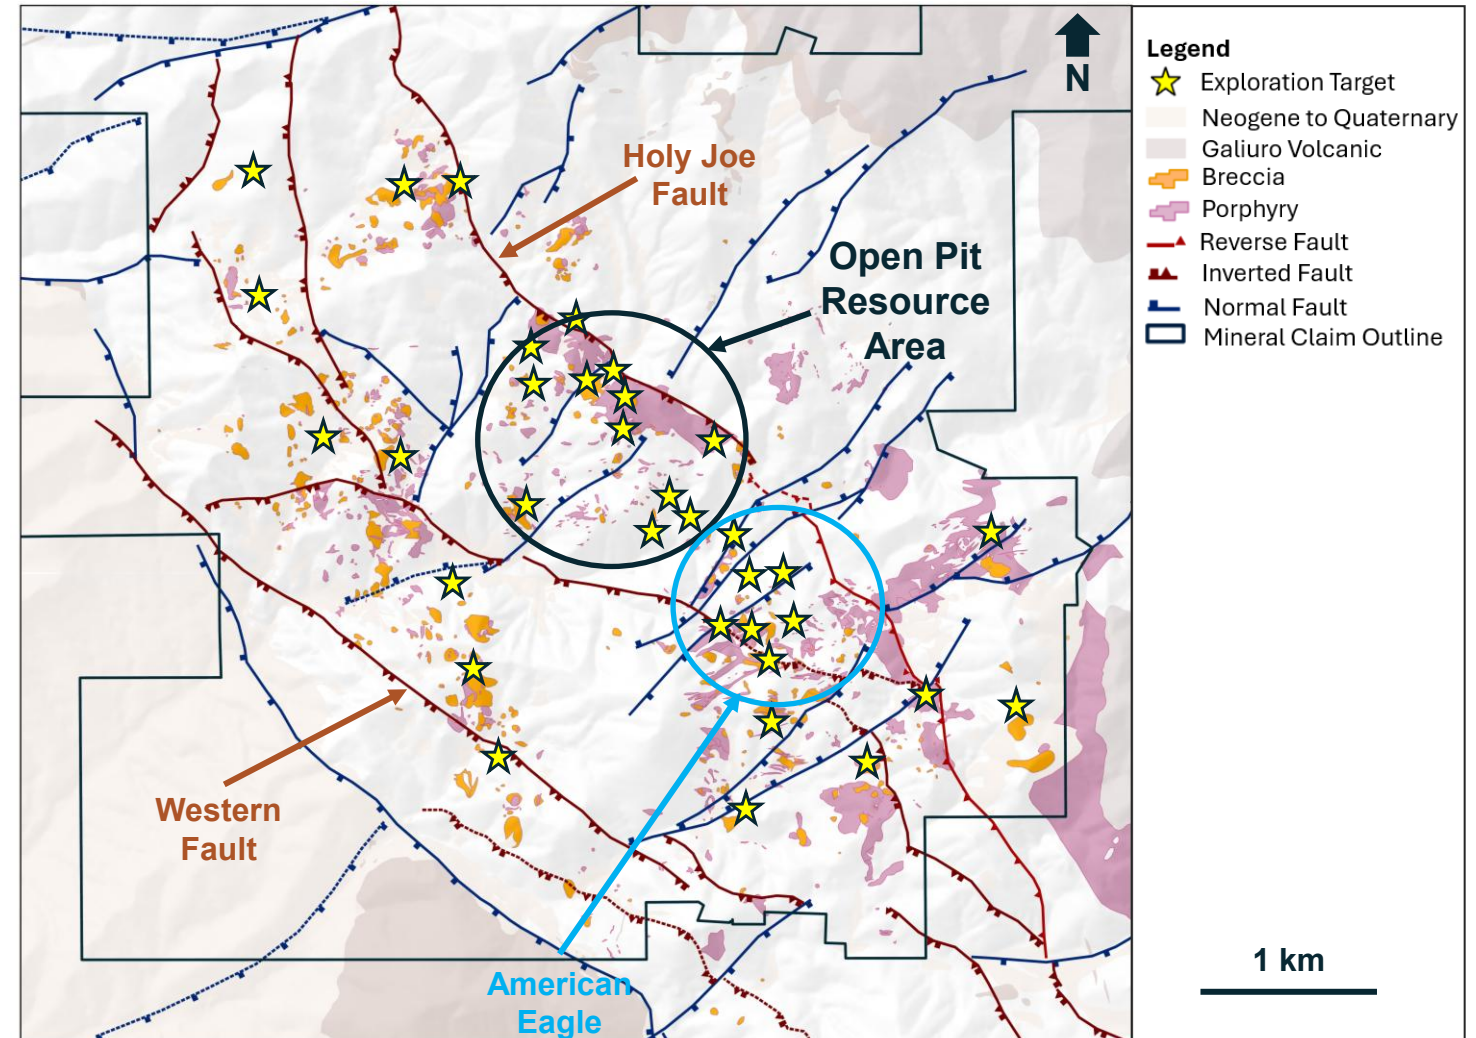 N
Holy Joe
Fault
Open Pit
Resource
Area
Western
Fault
American
Eagle
Legend
Exploration Target
Neogene to Quaternary
Galiuro Volcanic
Breccia
Porphyry
Reverse Fault
Inverted Fault
Normal Fault
Mineral Claim Outline
1 km